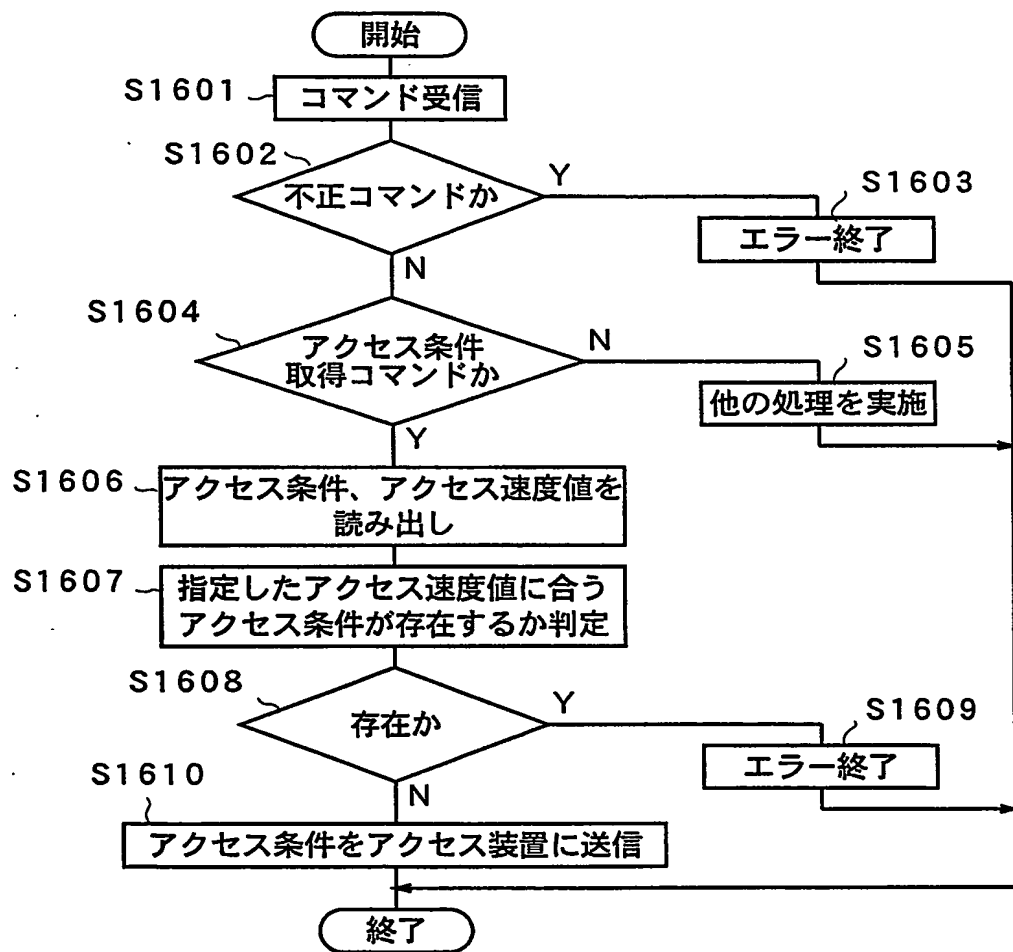 開始
S1601
コマンド受信
S1602
不正コマンドか
Y
S1603
エラー終了
N
S1604
アクセス条件
取得コマンドか
N
S1605
他の処理を実施
Y
S1606
アクセス条件、アクセス速度値を
読み出し
S1607
指定したアクセス速度値に合う
アクセス条件が存在するか判定
S1608
存在か
Y
S1609
エラー終了
N
S1610
アクセス条件をアクセス装置に送信
終了